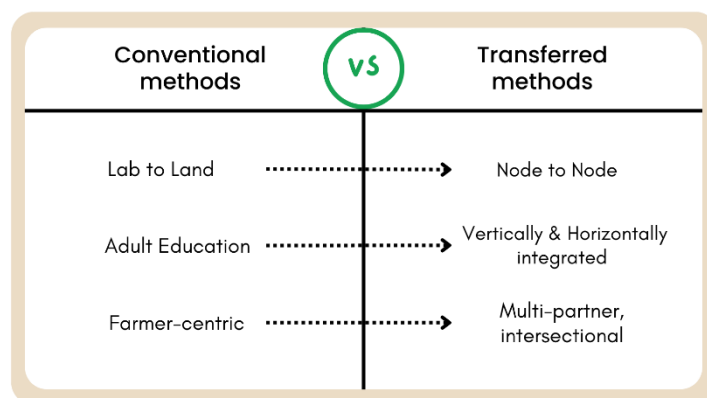 Conventional
methods
VS
Transferred
methods
Lab to Land
Node to Node
Adult Education
Vertically & Horizontally
integrated
Farmer-centric
Multi-partner,
intersectional